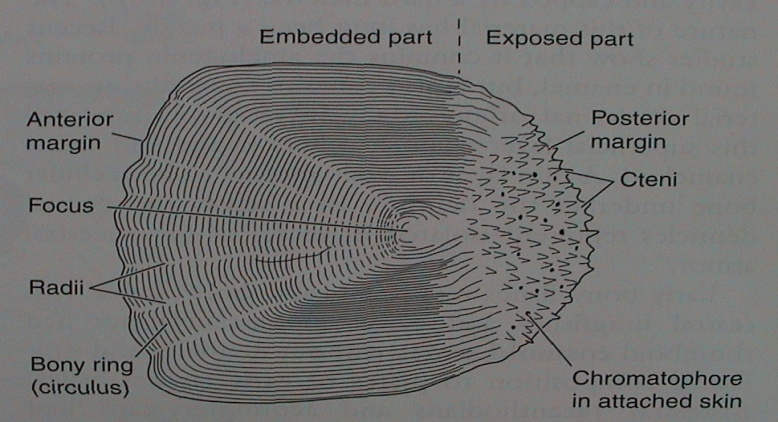 Embedded part
Exposed part
Anterior
margin
Posterior
margin
Cteni
Focus
Radii
Bony ring
(circulus)
Chromatophore
in attached skin